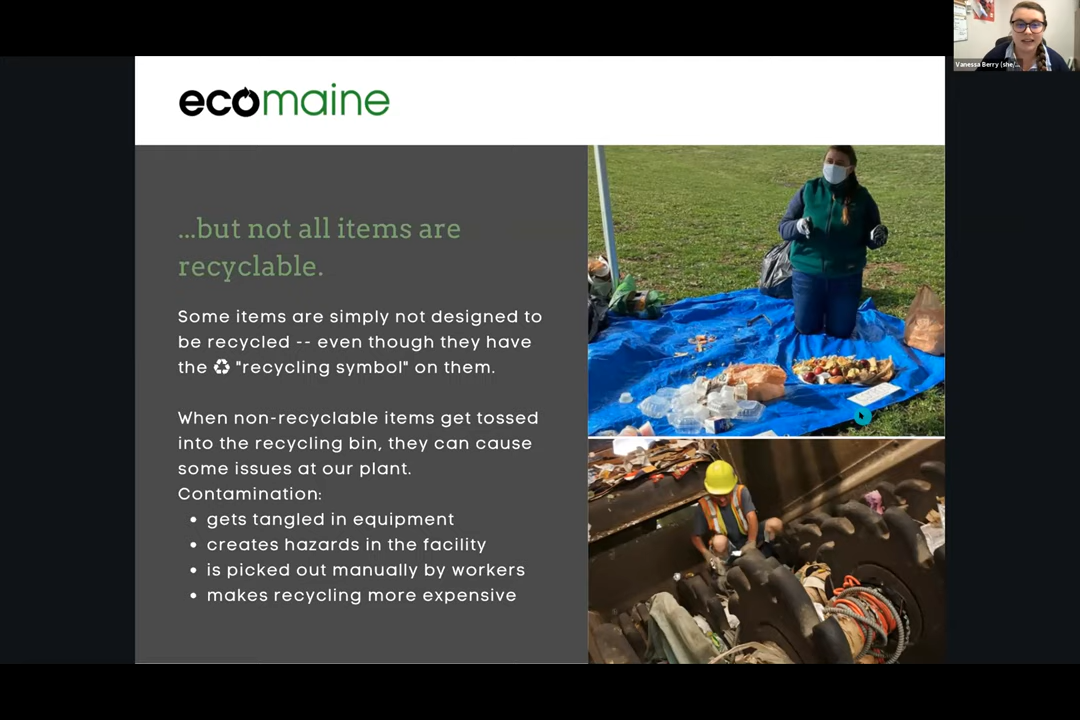 Vanessa Berry (she/...
ecomaine
...but not all items are
recyclable.
Some items are simply not designed to
be recycled -- even though they have
the ♻ "recycling symbol" on them.
When non-recyclable items get tossed
into the recycling bin, they can cause
some issues at our plant.
Contamination:
• gets tangled in equipment
• creates hazards in the facility
• is picked out manually by workers
• makes recycling more expensive